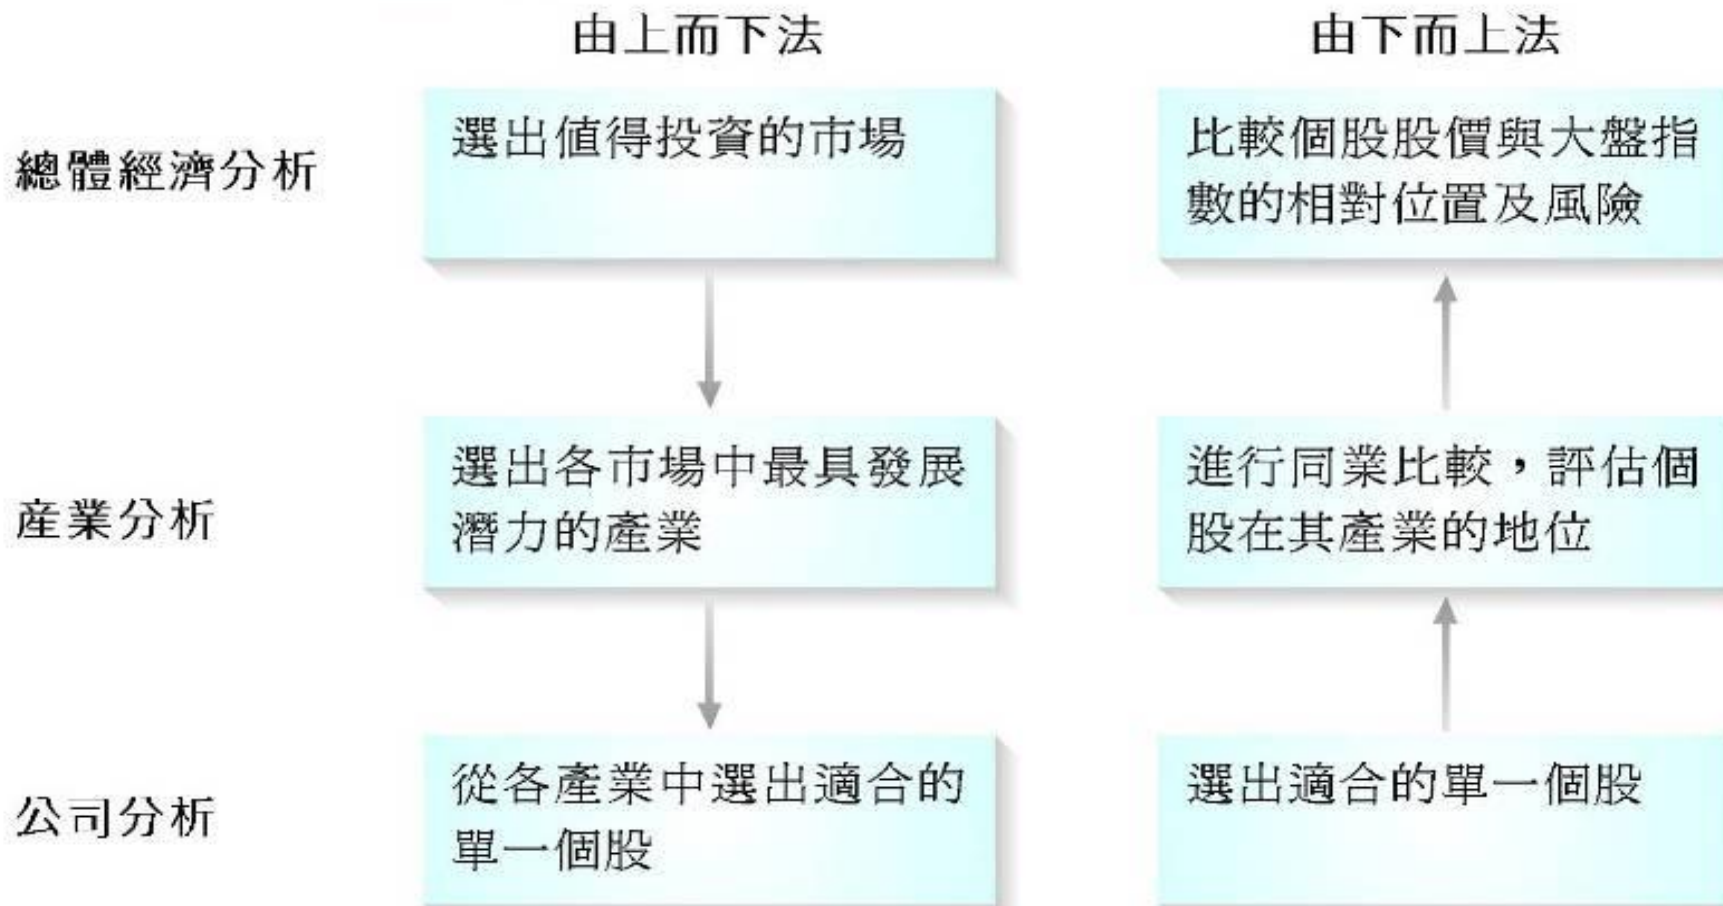 由上而下法
由下而上法
總體經濟分析
選出值得投資的市場
比較個股股價與大盤指
數的相對位置及風險
產業分析
選出各市場中最具發展
潛力的產業
進行同業比較，評估個
股在其產業的地位
公司分析
從各產業中選出適合的
單一個股
選出適合的單一個股